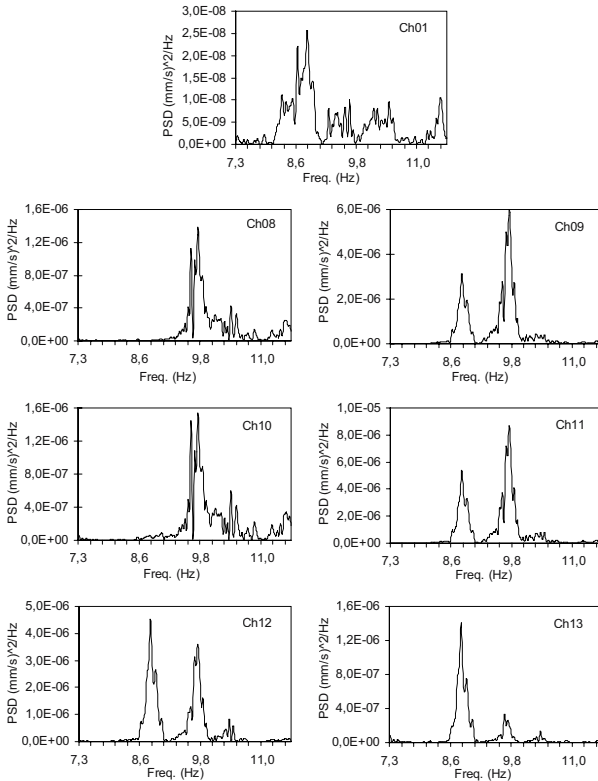 3,0E-08
2,5E-08
2,0E-08
1,5E-08
1,0E-08
5,0E-09
0,0E+00
PSD (mm/s)^2/Hz
Ch01
7,3 8,6 9,8 11,0
Freq. (Hz)
1,6E-06
1,2E-06
8,0E-07
4,0E-07
0,0E+00
PSD (mm/s)^2/Hz
Ch08
7,3 8,6 9,8 11,0
Freq. (Hz)
6,0E-06
4,0E-06
2,0E-06
0,0E+00
PSD (mm/s)^2/Hz
Ch09
7,3 8,6 9,8 11,0
Freq. (Hz)
1,6E-06
1,2E-06
8,0E-07
4,0E-07
0,0E+00
PSD (mm/s)^2/Hz
Ch10
7,3 8,6 9,8 11,0
Freq. (Hz)
1,0E-05
8,0E-06
6,0E-06
4,0E-06
2,0E-06
0,0E+00
PSD (mm/s)^2/Hz
Ch11
7,3 8,6 9,8 11,0
Freq. (Hz)
5,0E-06
4,0E-06
3,0E-06
2,0E-06
1,0E-06
0,0E+00
PSD (mm/s)^2/Hz
Ch12
7,3 8,6 9,8 11,0
Freq. (Hz)
1,6E-06
1,2E-06
8,0E-07
4,0E-07
0,0E+00
PSD (mm/s)^2/Hz
Ch13
7,3 8,6 9,8 11,0
Freq. (Hz)